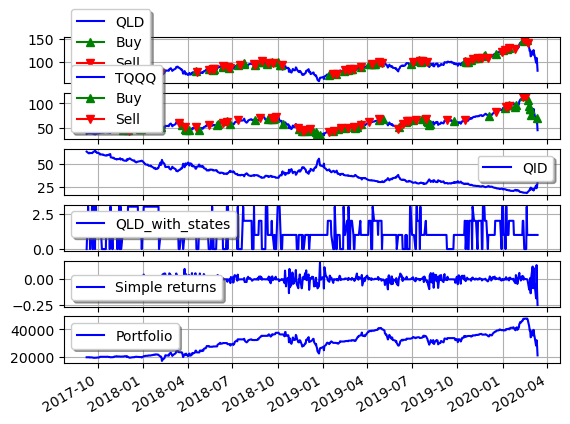 QLD
150
Buy
100
Sell
TQQQ
100
Buy
50
Sell
50
QID
25
2.5
QLD_with_states
0.0
0.00
Simple returns
−0.25
40000
Portfolio
20000
2017-10
2018-01
2018-04
2018-07
2018-10
2019-01
2019-04
2019-07
2019-10
2020-01
2020-04